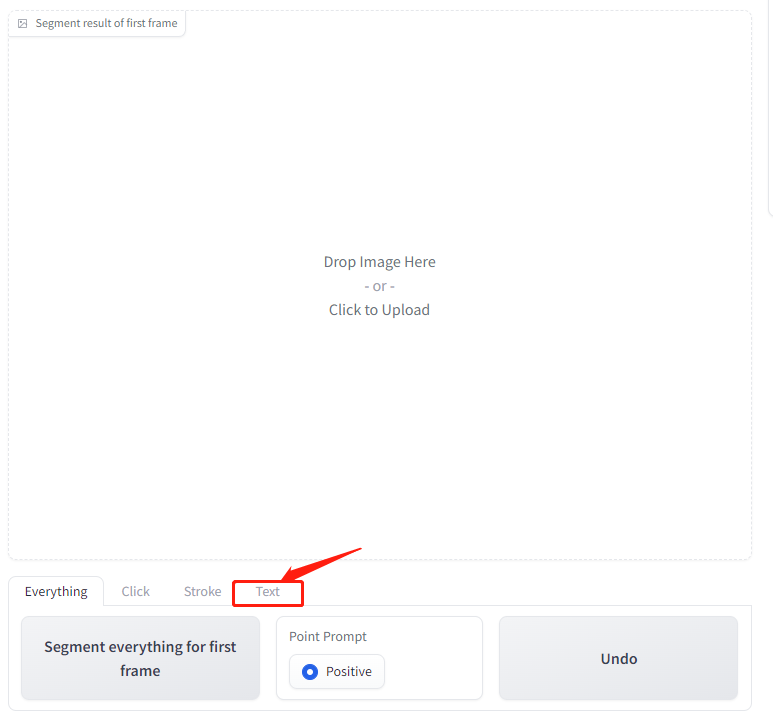 Segment result of first frame
Drop Image Here
- or -
Click to Upload
Everything
Click
Stroke
Text
Segment everything for first
frame
Point Prompt
Positive
Undo